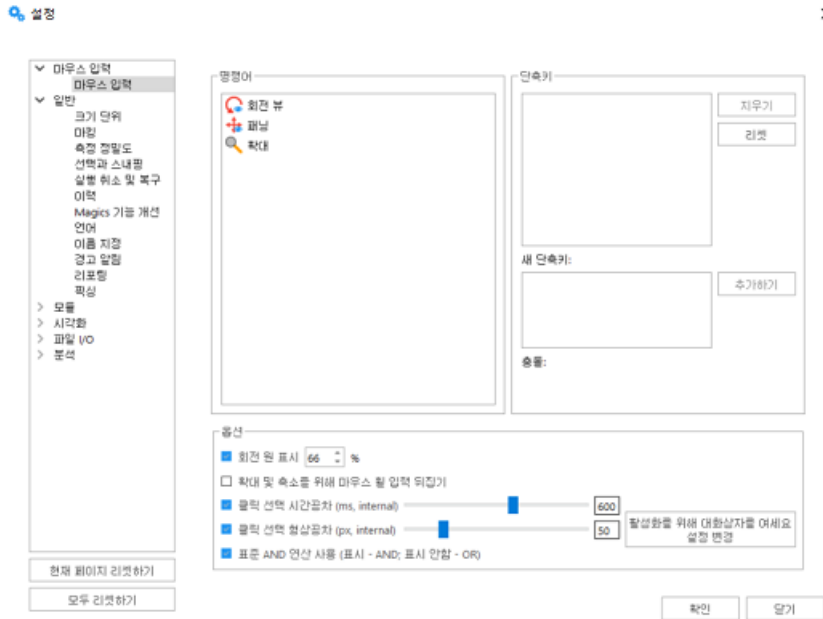 설정
마우스 입력
마우스 입력
일반
크기 단위
마킹
측정 정밀도
선택과 스내핑
실행 취소 및 복구
이력
Magics 기능 개선
언어
이름 지정
경고 알림
리포팅
픽싱
모듈
시각화
파일 I/O
분석
현재 페이지 리셋하기
모두 리셋하기
명령어
회전 뷰
패닝
확대
단축키
지우기
리셋
새 단축키:
추가하기
충돌:
옵션
회전 원 표시 66 %
확대 및 축소를 위해 마우스 휠 입력 뒤집기
클릭 선택 시간공차 (ms, internal) 600
클릭 선택 형상공차 (px, internal) 50
활성화를 위해 대화상자를 여세요
설정 변경
표준 AND 연산 사용 (표시 - AND; 표시 안함 - OR)
확인
닫기